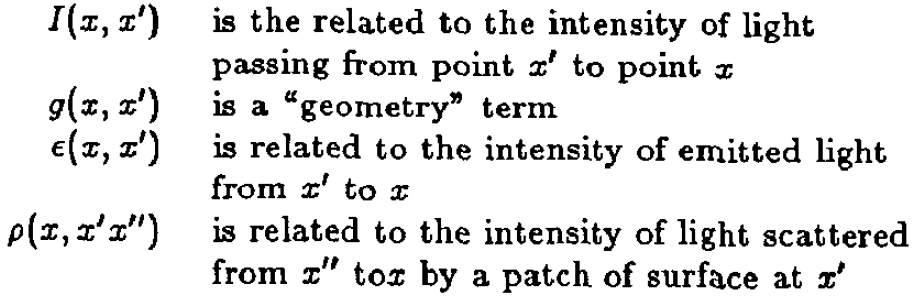 I(x, x′) is the related to the intensity of light
passing from point x′ to point x
g(x, x′) is a “geometry” term
ϵ(x, x′) is related to the intensity of emitted light
from x′ to x
ρ(x, x′x″) is related to the intensity of light scattered
from x″ tox by a patch of surface at x′